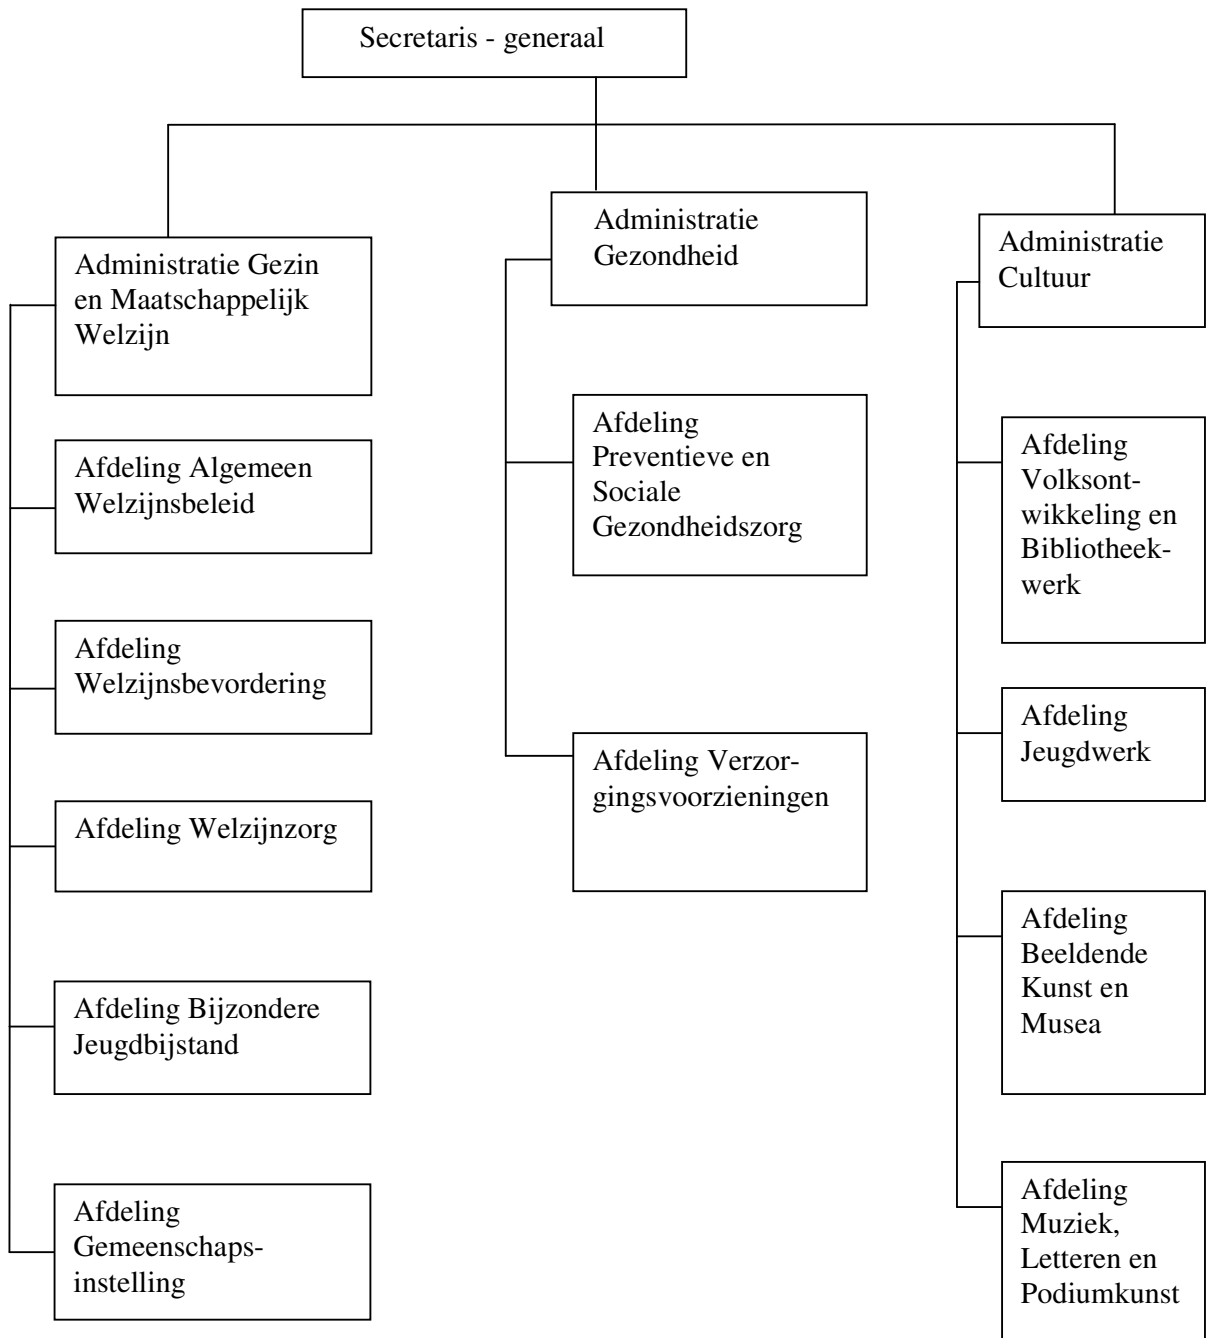 Secretaris - generaal
Administratie Gezin
en Maatschappelijk
Welzijn
Afdeling Algemeen
Welzijnsbeleid
Afdeling
Welzijnsbevordering
Afdeling Welzijnzorg
Afdeling Bijzondere
Jeugdbijstand
Afdeling
Gemeenschaps-
instelling
Administratie
Gezondheid
Afdeling
Preventieve en
Sociale
Gezondheidszorg
Afdeling Verzor-
gingsvoorzieningen
Administratie
Cultuur
Afdeling
Volksont-
wikkeling en
Bibliotheek-
werk
Afdeling
Jeugdwerk
Afdeling
Beeldende
Kunst en
Musea
Afdeling
Muziek,
Letteren en
Podiumkunst